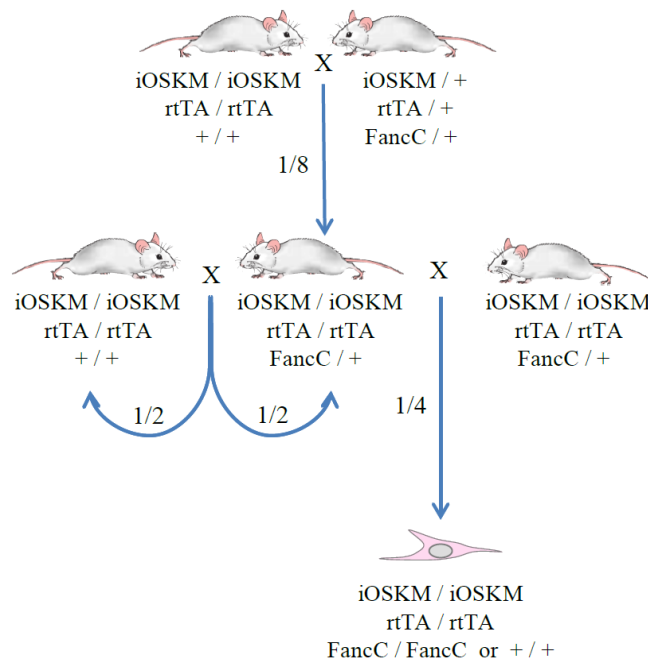 X
iOSKM / iOSKM
rtTA / rtTA
+ / +
iOSKM / +
rtTA / +
FancC / +
1/8
X
X
iOSKM / iOSKM
rtTA / rtTA
+ / +
iOSKM / iOSKM
rtTA / rtTA
FancC / +
iOSKM / iOSKM
rtTA / rtTA
FancC / +
1/2
1/2
1/4
iOSKM / iOSKM
rtTA / rtTA
FancC / FancC or + / +